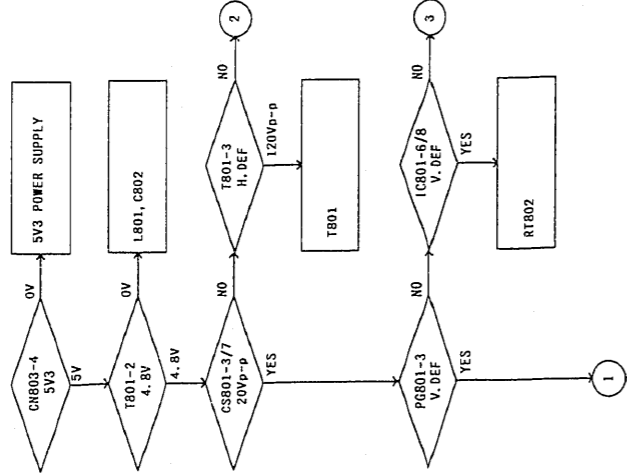 CN803-4
5V3
0V
5V3 POWER SUPPLY
5V
T801-2
4.8V
0V
L801, C802
4.8V
CS801-3/7
20Vp-p
NO
T801-3
H.DEF
NO
2
120Vp-p
T801
YES
PG801-3
V.DEF
NO
IC801-6/8
V.DEF
NO
3
YES
RT802
YES
1